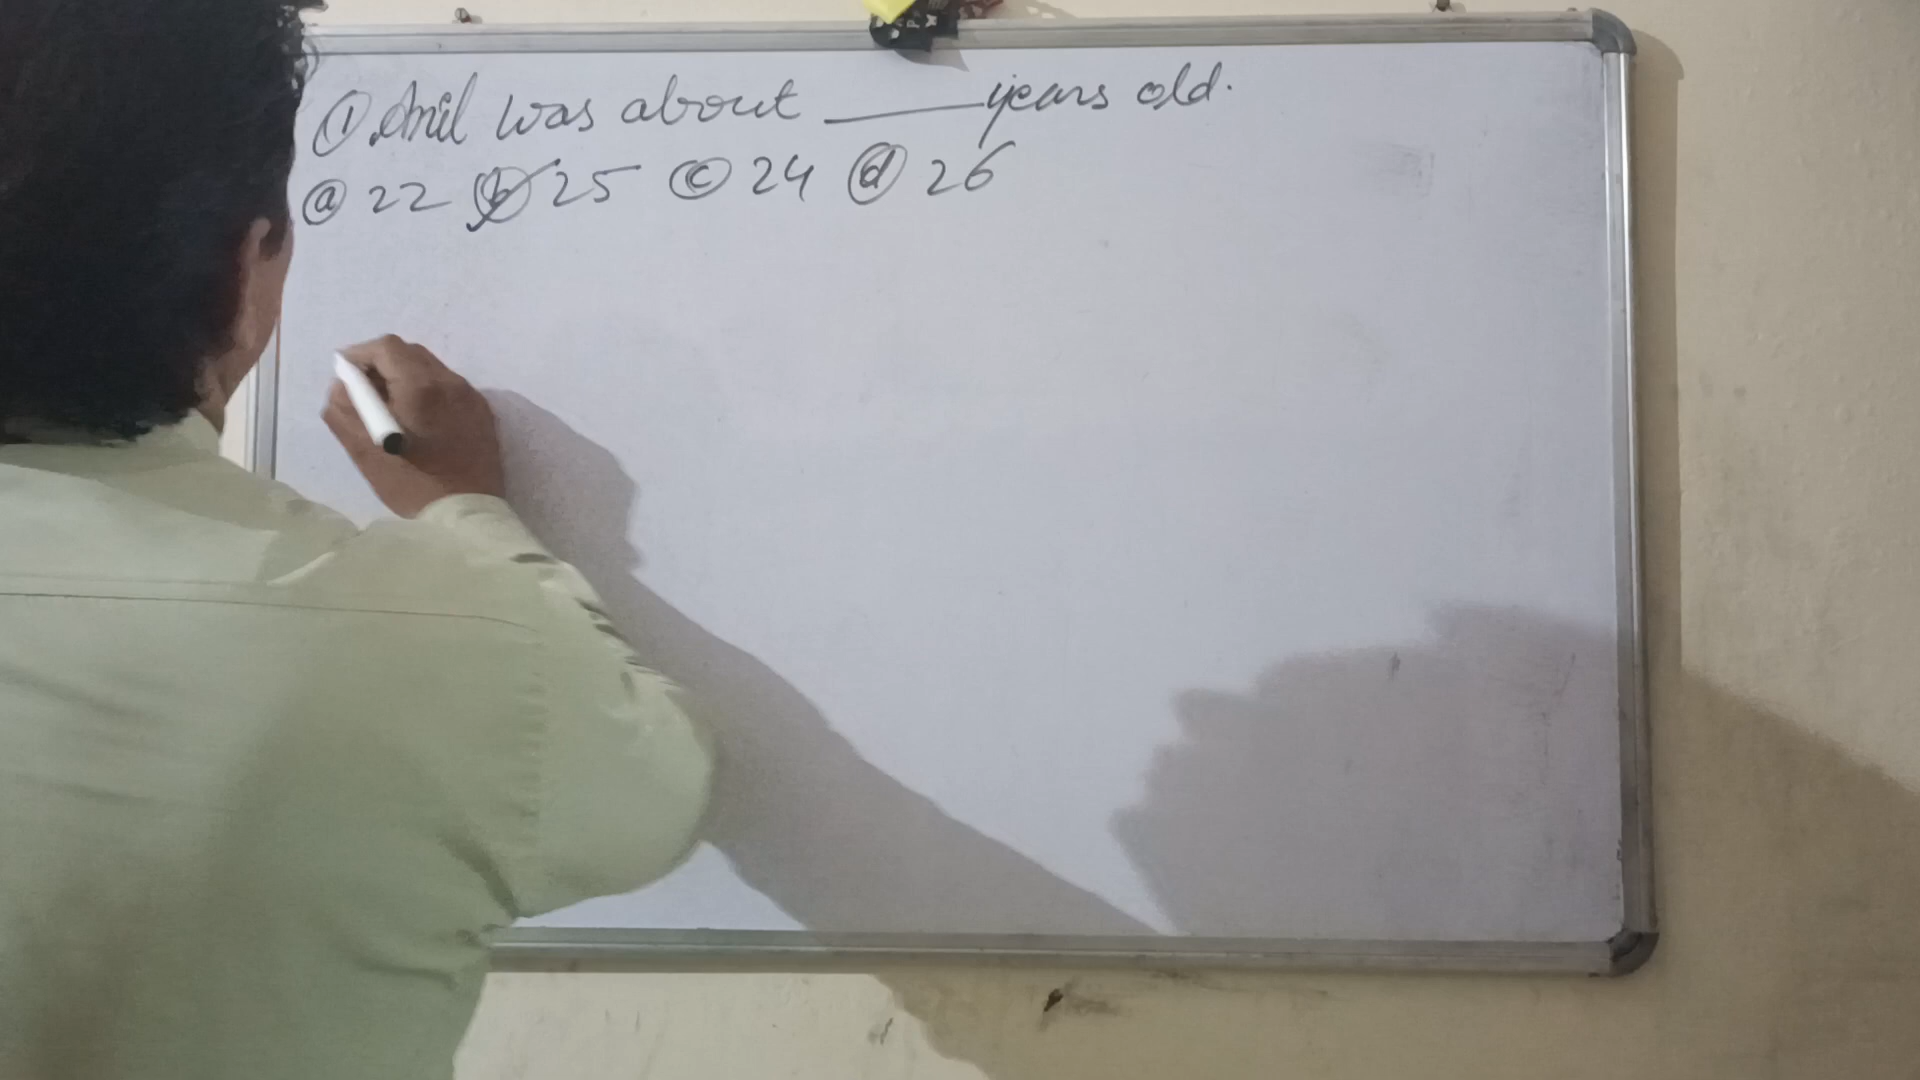 ① Anil was about ____ years old.
ⓐ 22 ⓑ 25 ⓒ 24 ⓓ 26